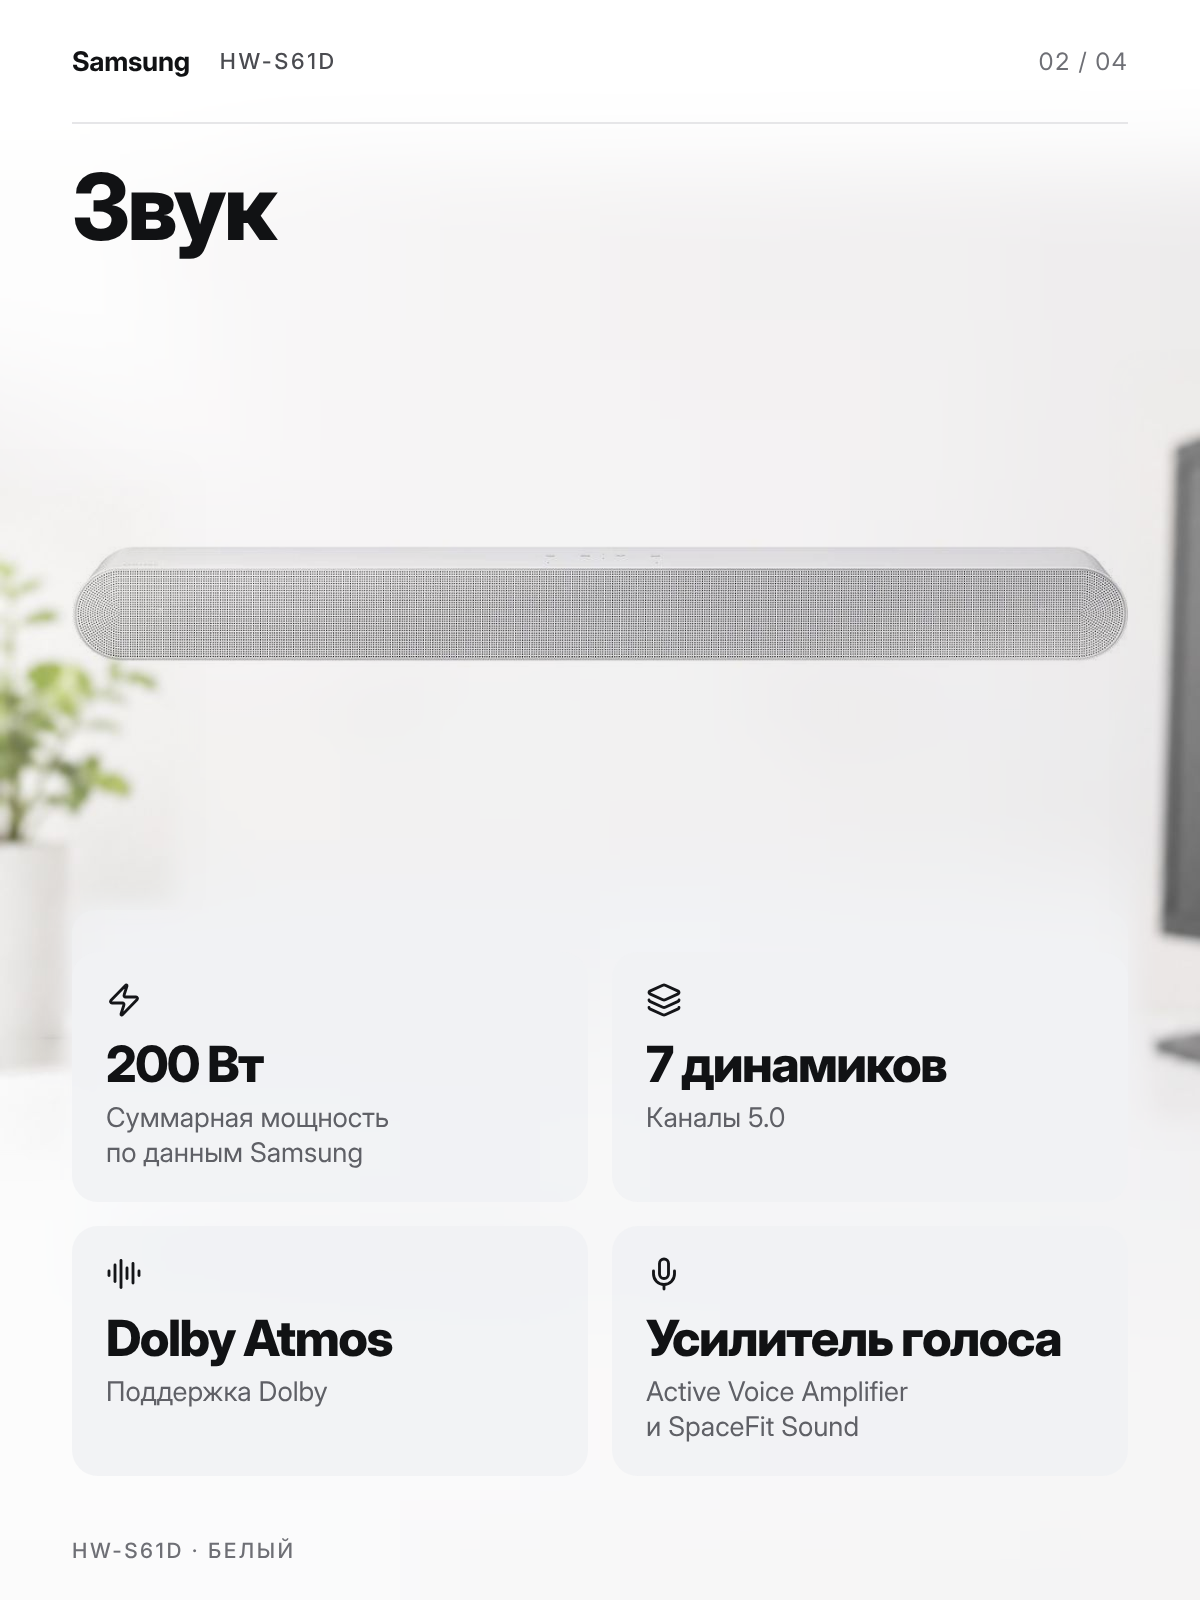 Samsung HW-S61D 02 / 04
Звук
200 Вт
Суммарная мощность
по данным Samsung
7 динамиков
Каналы 5.0
Dolby Atmos
Поддержка Dolby
Усилитель голоса
Active Voice Amplifier
и SpaceFit Sound
HW-S61D · БЕЛЫЙ